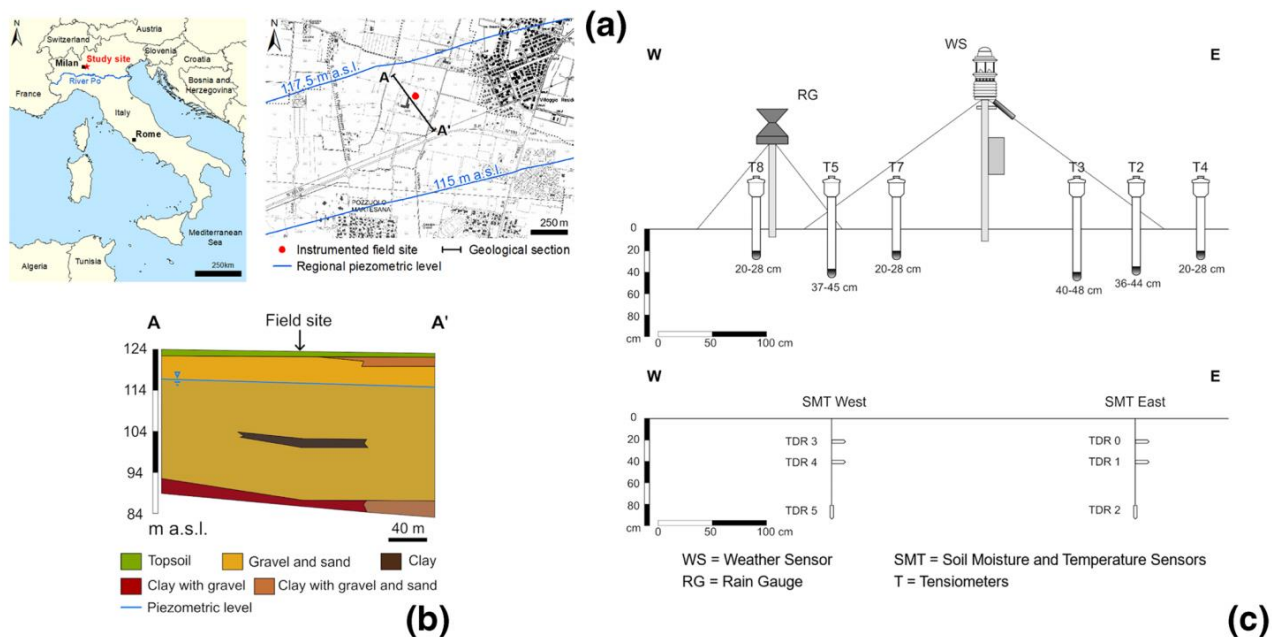 N
Austria
Switzerland
Slovenia
Milan
Study site
Croatia
River Po
Bosnia and
Herzegovina
France
Italy
Rome
Mediterranean
Sea
Algeria
Tunisia
250km
N
117.5 m a.s.l.
A
A'
115 m a.s.l.
POZZUOLO
MARTESANA
250 m
Instrumented field site
Geological section
Regional piezometric level
(a)
A
Field site
A'
124
114
104
94
84
m a.s.l.
40 m
Topsoil
Gravel and sand
Clay
Clay with gravel
Clay with gravel and sand
Piezometric level
(b)
W
WS
E
RG
T8
T5
T7
T3
T2
T4
0
20
40
60
80
cm
20-28 cm
37-45 cm
20-28 cm
40-48 cm
36-44 cm
20-28 cm
0
50
100
cm
W
E
SMT West
SMT East
0
20
40
60
80
cm
TDR 3
TDR 4
TDR 5
TDR 0
TDR 1
TDR 2
0
50
100
cm
WS = Weather Sensor
SMT = Soil Moisture and Temperature Sensors
RG = Rain Gauge
T = Tensiometers
(c)